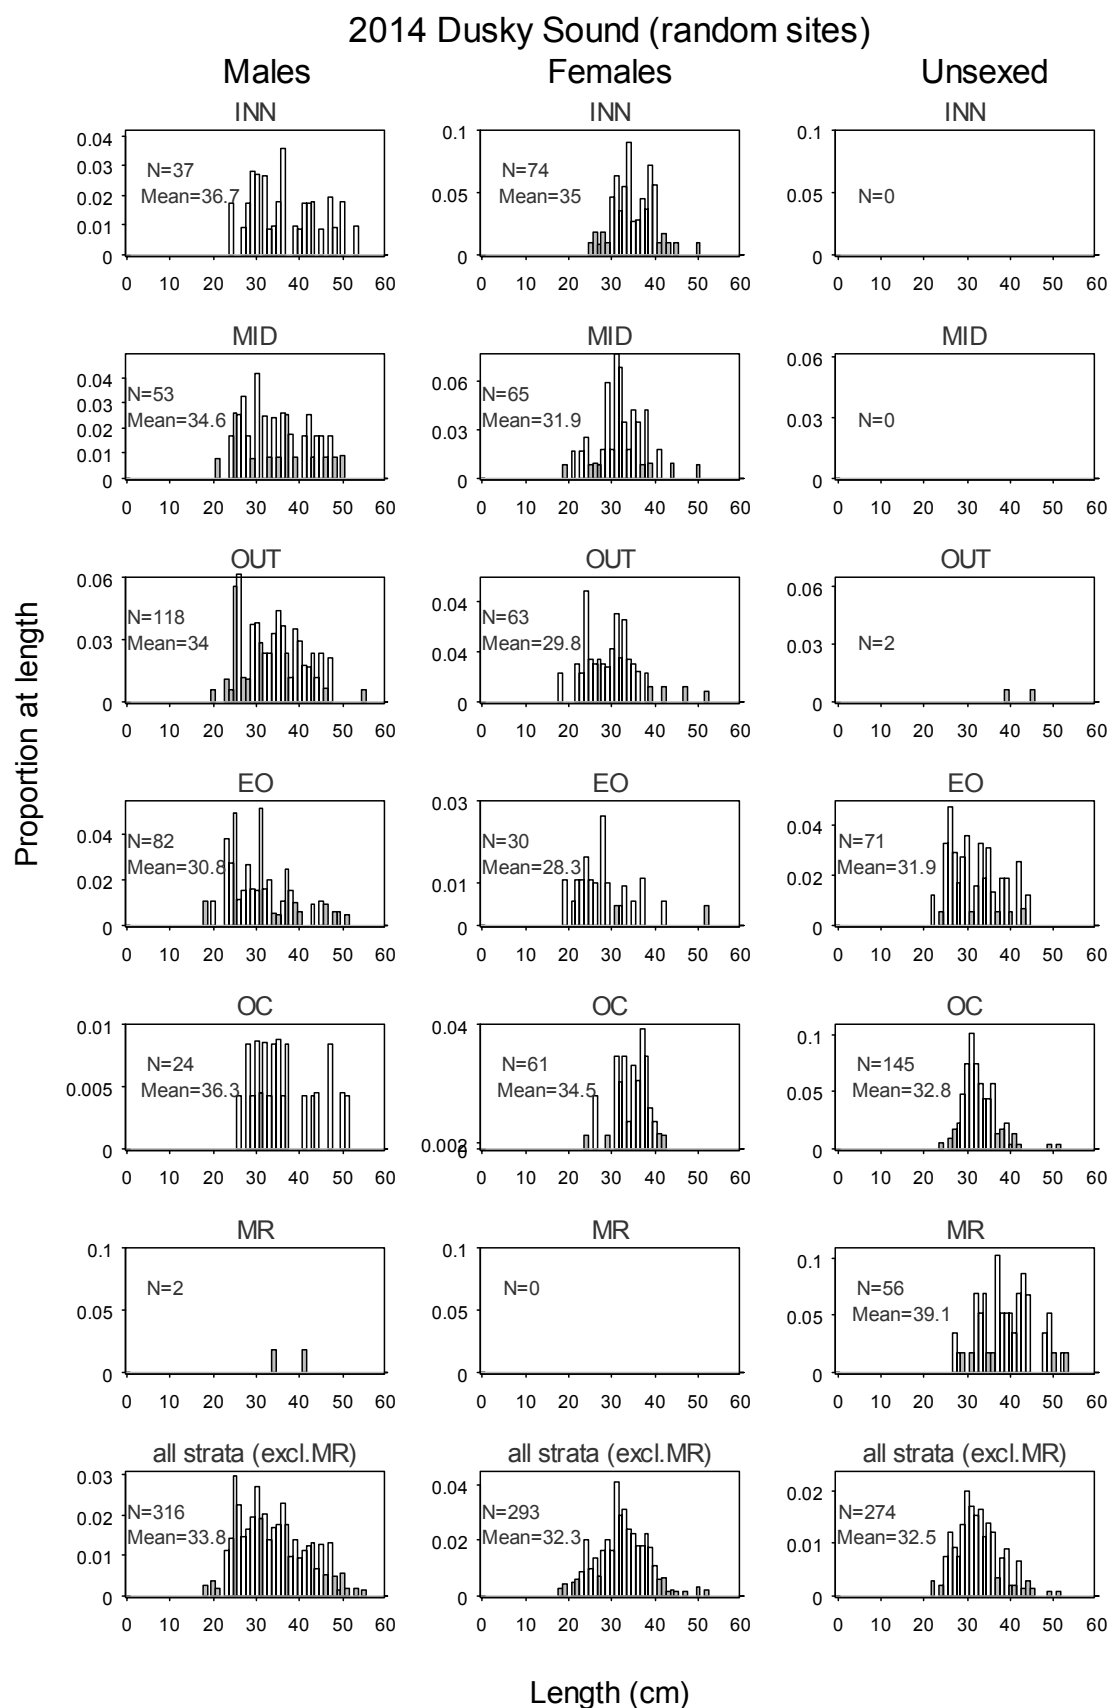 2014 Dusky Sound (random sites)
Males Females Unsexed
INN INN INN
0.04 0.1 0.1
0.03
N=37 N=74 N=0
Mean=36.7 Mean=35
0.02 0.05 0.05
0.01
0 0 0
0 10 20 30 40 50 60 0 10 20 30 40 50 60 0 10 20 30 40 50 60
MID MID MID
0.04 0.06 0.06
0.03 0.03 0.03
N=53 N=65 N=0
Mean=34.6 Mean=31.9
0.02
0.01
0 0 0
0 10 20 30 40 50 60 0 10 20 30 40 50 60 0 10 20 30 40 50 60
OUT OUT OUT
0.06 0.04 0.06
N=118 N=63 N=2
Mean=34 Mean=29.8
0.03 0.04 0.03
0 0 0
0 10 20 30 40 50 60 0 10 20 30 40 50 60 0 10 20 30 40 50 60
EO EO EO
0.04 0.03 0.04
N=82 N=30 N=71
Mean=30.8 Mean=28.3 Mean=31.9
0.02 0.01 0.02
0 0 0
0 10 20 30 40 50 60 0 10 20 30 40 50 60 0 10 20 30 40 50 60
OC OC OC
0.01 0.04 0.1
N=24 N=61 N=145
Mean=36.3 Mean=34.5 Mean=32.8
0.005 0.002 0.05
0 0 0
0 10 20 30 40 50 60 0 10 20 30 40 50 60 0 10 20 30 40 50 60
MR MR MR
0.1 0.1 0.1
N=2 N=0 N=56
Mean=39.1
0.05 0.05 0.05
0 0 0
0 10 20 30 40 50 60 0 10 20 30 40 50 60 0 10 20 30 40 50 60
all strata (excl.MR) all strata (excl.MR) all strata (excl.MR)
0.03 0.04 0.02
N=316 N=293 N=274
Mean=33.8 Mean=32.3 Mean=32.5
0.02 0.02 0.01
0.01
0 0 0
0 10 20 30 40 50 60 0 10 20 30 40 50 60 0 10 20 30 40 50 60
Proportion at length
Length (cm)